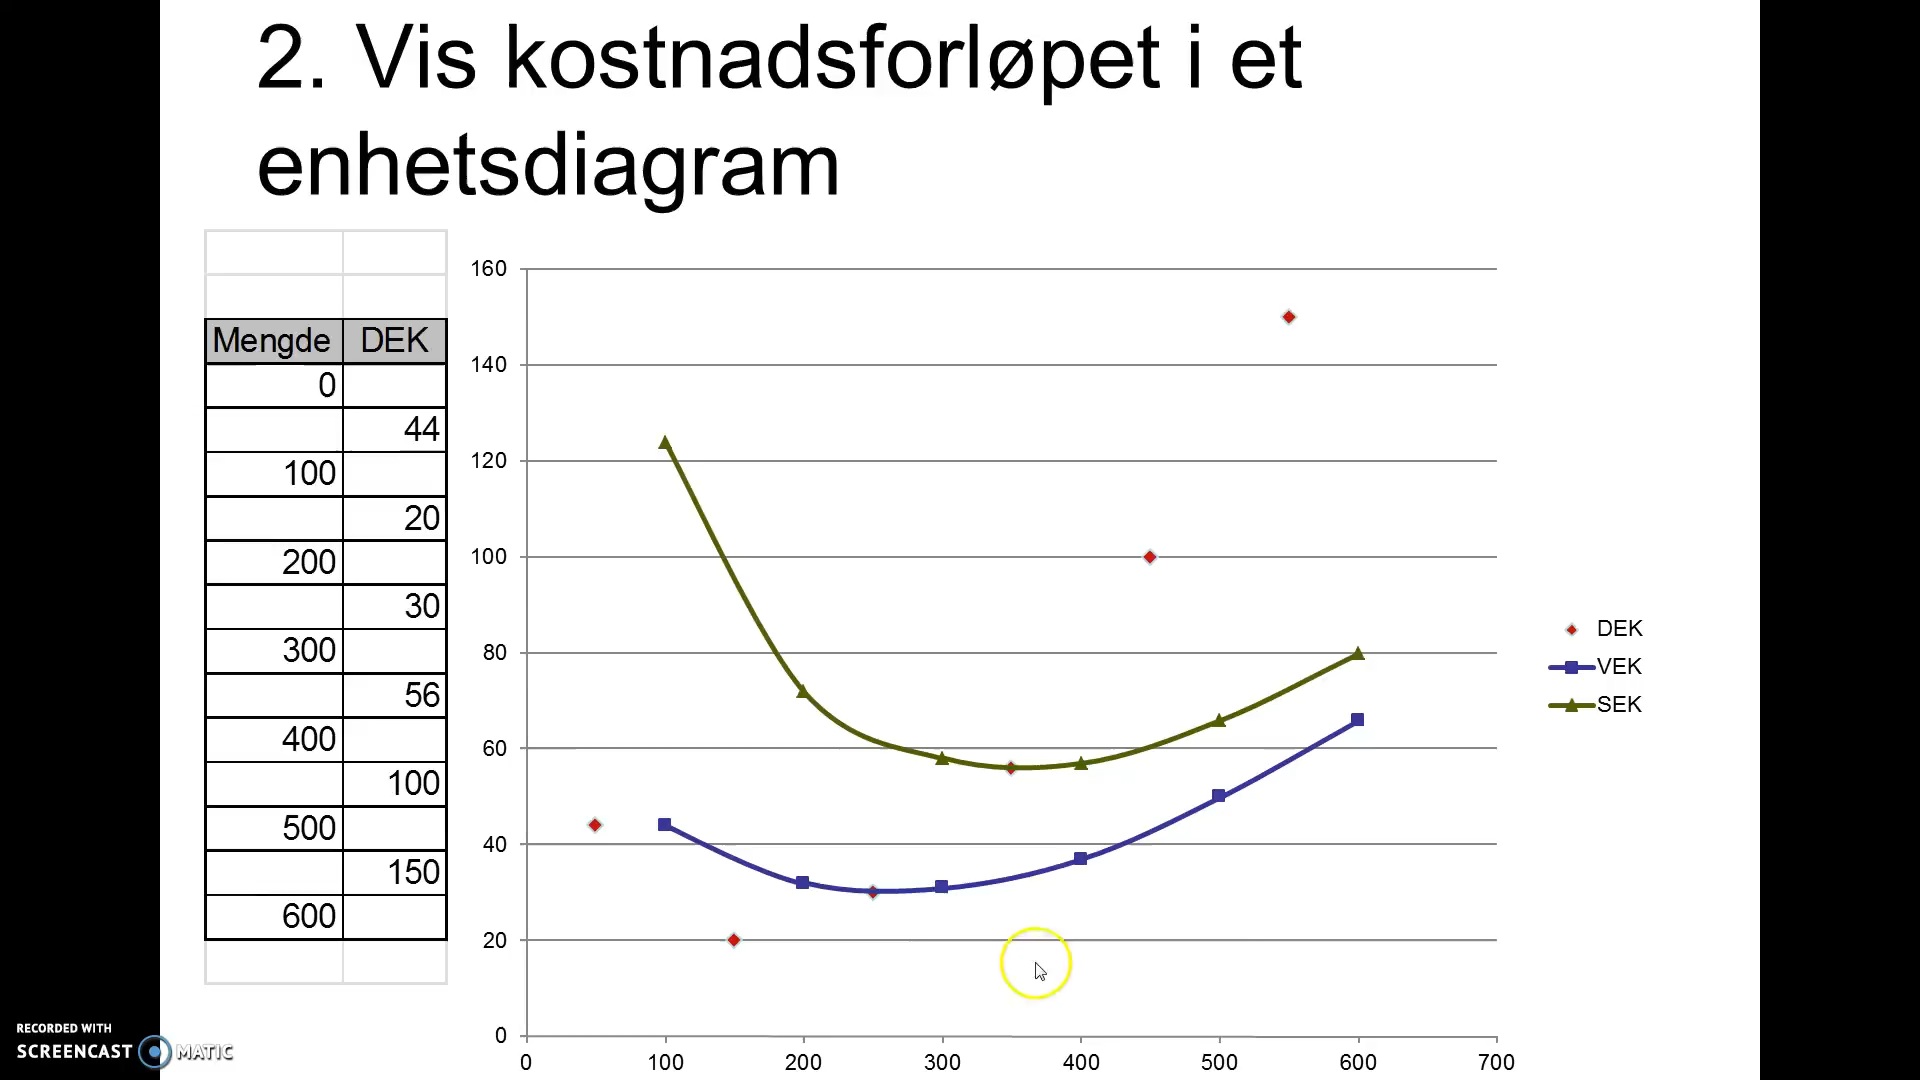 2. Vis kostnadsforløpet i et
enhetsdiagram
Mengde DEK
0
44
100
20
200
30
300
56
400
100
500
150
600
160
140
120
100
80
60
40
20
0
0 100 200 300 400 500 600 700
DEK
VEK
SEK
RECORDED WITH
SCREENCAST MATIC